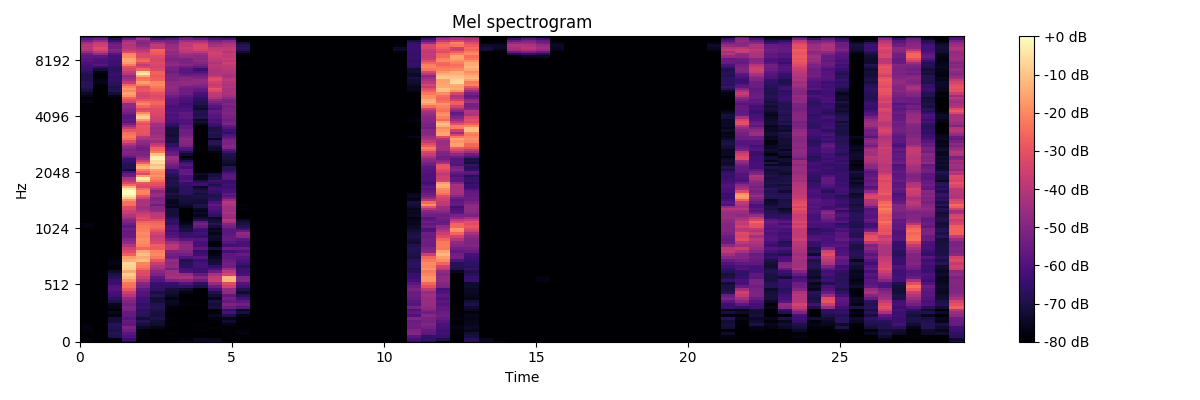 Mel spectrogram
+0 dB
8192
-10 dB
4096
-20 dB
-30 dB
2048
Hz
-40 dB
1024
-50 dB
512
-60 dB
-70 dB
0
-80 dB
0 5 10 15 20 25
Time